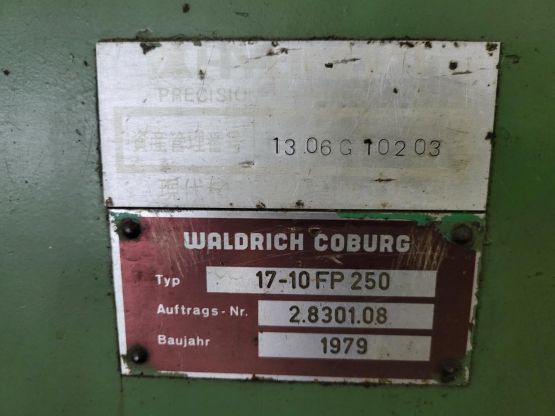 PRECISION
資産管理番号
13 06 G 102 03
WALDRICH COBURG
Typ 17-10 FP 250
Auftrags-Nr. 2.8301.08
Baujahr 1979